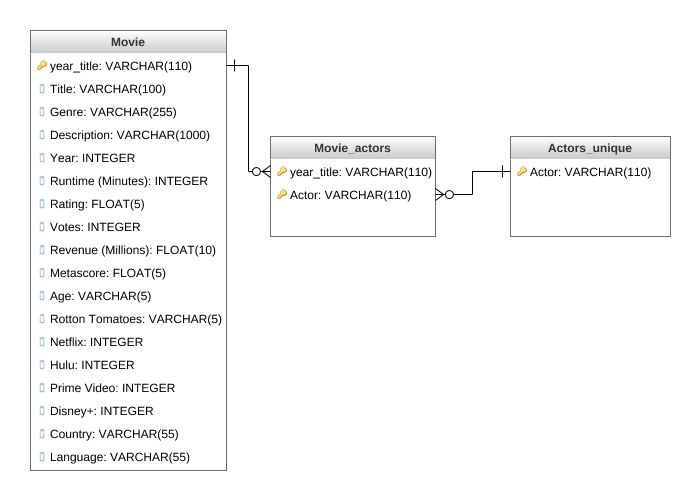 Movie
year_title: VARCHAR(110)
Title: VARCHAR(100)
Genre: VARCHAR(255)
Description: VARCHAR(1000)
Year: INTEGER
Runtime (Minutes): INTEGER
Rating: FLOAT(5)
Votes: INTEGER
Revenue (Millions): FLOAT(10)
Metascore: FLOAT(5)
Age: VARCHAR(5)
Rotton Tomatoes: VARCHAR(5)
Netflix: INTEGER
Hulu: INTEGER
Prime Video: INTEGER
Disney+: INTEGER
Country: VARCHAR(55)
Language: VARCHAR(55)
Movie_actors
year_title: VARCHAR(110)
Actor: VARCHAR(110)
Actors_unique
Actor: VARCHAR(110)